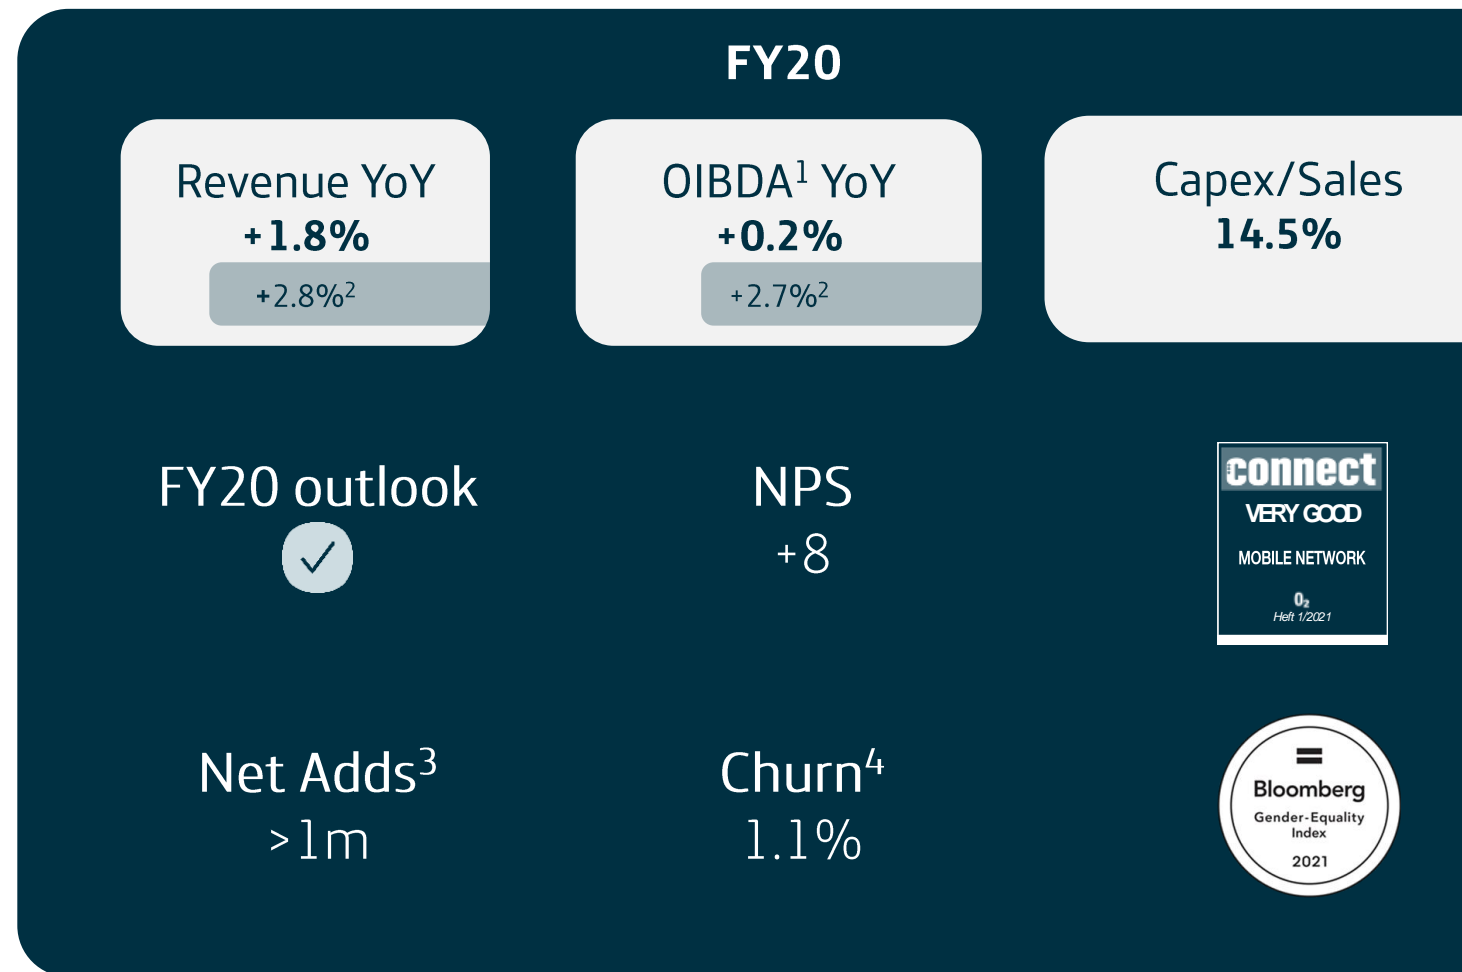 FY20
Revenue YoY
+1.8%
+2.8%²
OIBDA¹ YoY
+0.2%
+2.7%²
Capex/Sales
14.5%
FY20 outlook
NPS
+8
connect
VERY GOOD
MOBILE NETWORK
O₂
Heft 1/2021
Net Adds³
>1m
Churn⁴
1.1%
Bloomberg
Gender-Equality
Index
2021